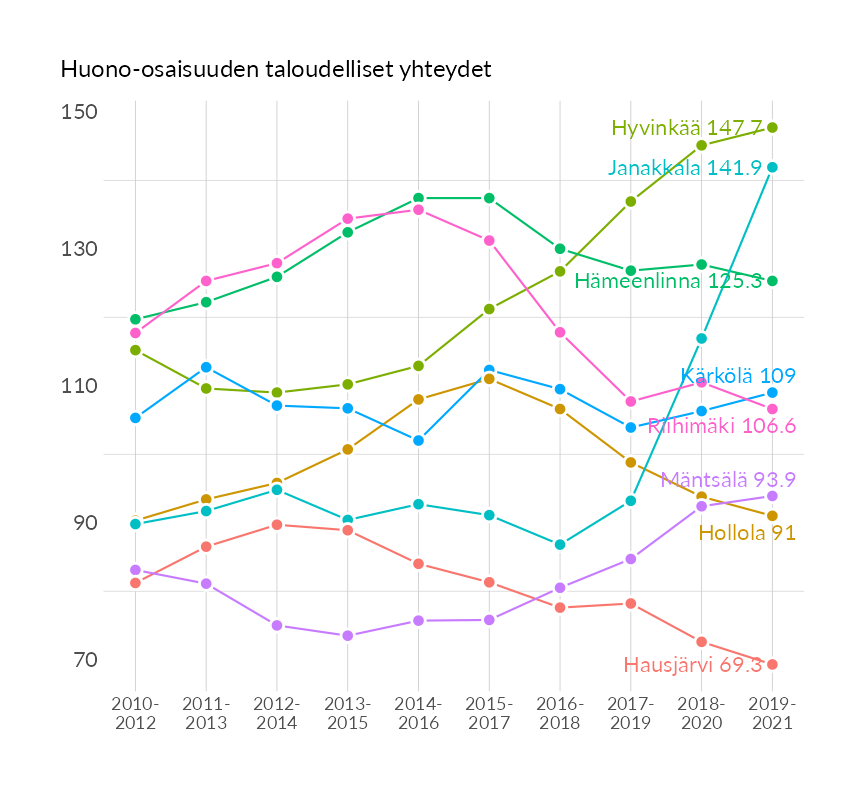 Huono-osaisuuden taloudelliset yhteydet
150
Hyvinkää 147.7
Janakkala 141.9
130
Hämeenlinna 125.3
110
Kärkölä 109
Riihimäki 106.6
Mäntsälä 93.9
90
Hollola 91
70
Hausjärvi 69.3
2010- 2011- 2012- 2013- 2014- 2015- 2016- 2017- 2018- 2019-
2012 2013 2014 2015 2016 2017 2018 2019 2020 2021